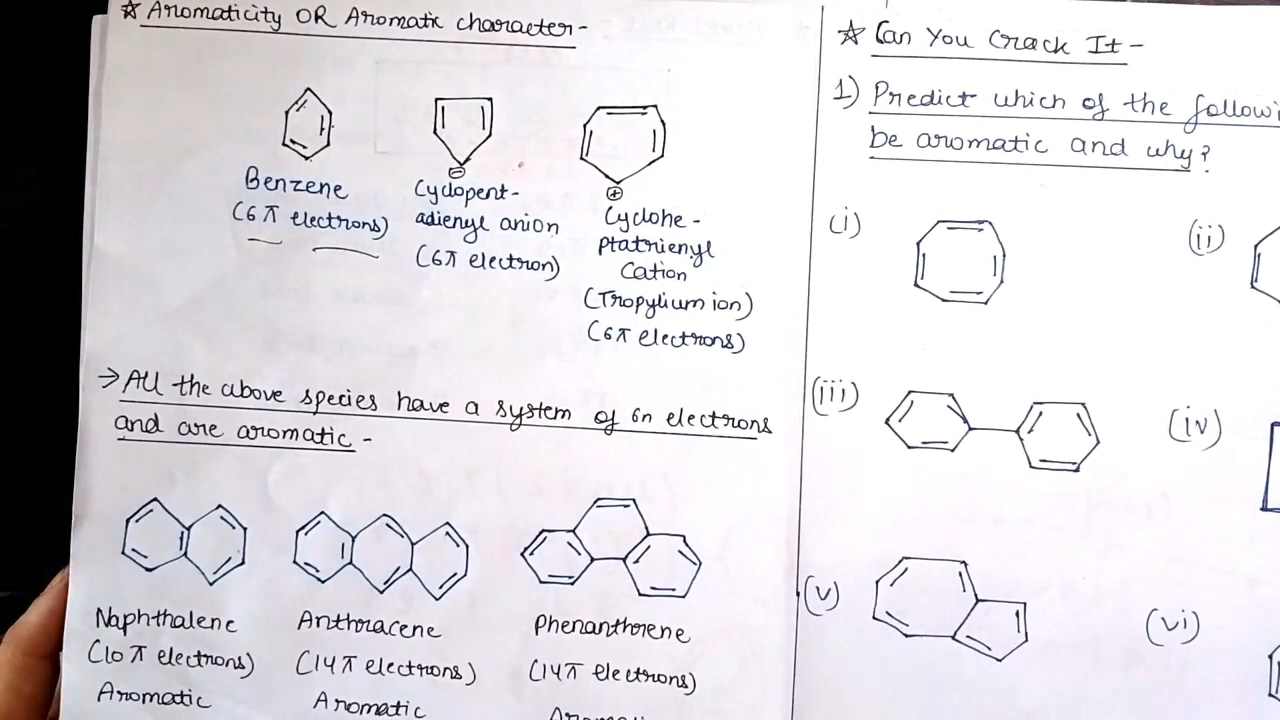 ☆ Aromaticity OR Aromatic character-
Benzene
(6π electrons)
⊖
Cyclopent-
adienyl anion
(6π electron)
⊕
Cyclohe-
ptatrienyl
Cation
(Tropylium ion)
(6π electrons)
→ All the above species have a system of 6n electrons
and are aromatic -
Naphthalene
(10 π electrons)
Aromatic
Anthracene
(14π electrons)
Aromatic
Phenanthrene
(14π electrons)
☆ Can You Crack It-
1) Predict which of the
be aromatic and why?
(i)
(ii)
(iii)
(iv)
(v)
(vi)